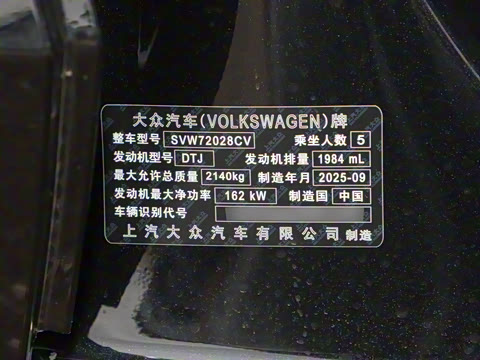 大众汽车(VOLKSWAGEN)牌
整车型号 SVW72028CV 乘坐人数 5
发动机型号 DTJ 发动机排量 1984 mL
最大允许总质量 2140kg 制造年月 2025-09
发动机最大净功率 162 kW 制造国 中国
车辆识别代号
上汽大众汽车有限公司 制造